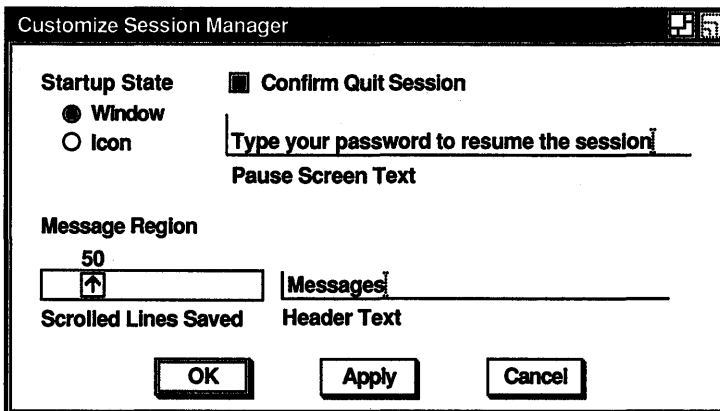 Customize Session Manager
Startup State
Confirm Quit Session
Window
Icon
Type your password to resume the session
Pause Screen Text
Message Region
50
Messages
Scrolled Lines Saved
Header Text
OK
Apply
Cancel